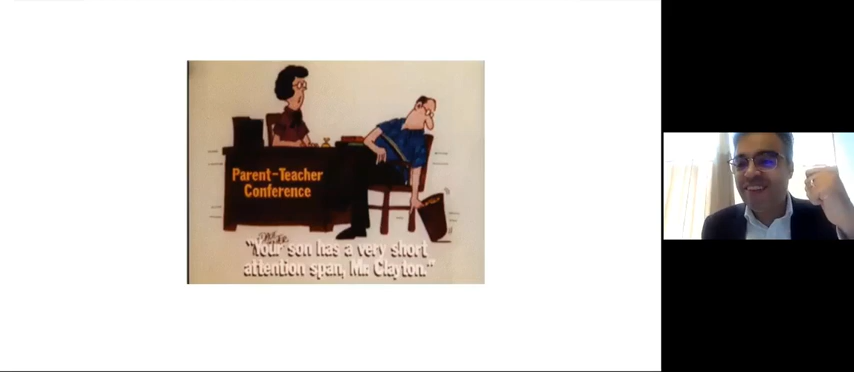 Parent-Teacher
Conference
"Your son has a very short
attention span, Mr. Clayton."